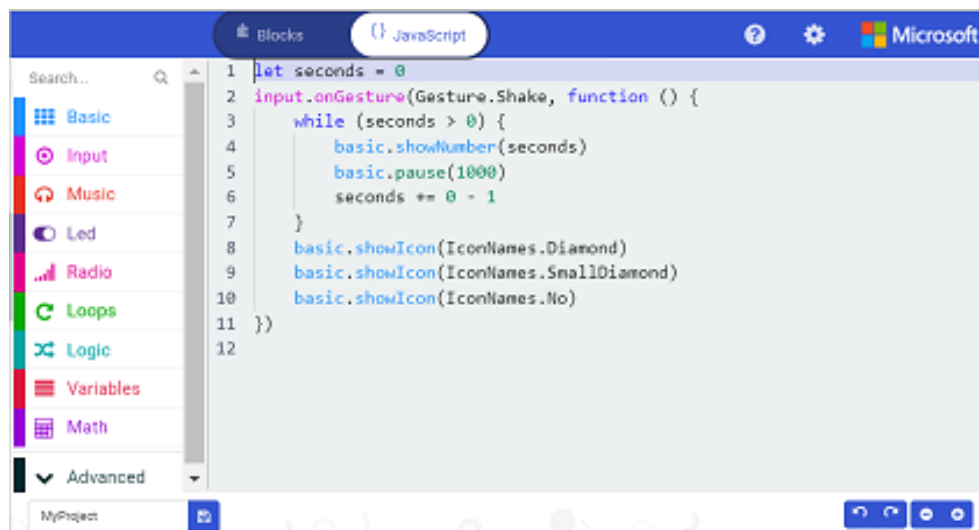 Blocks
{} JavaScript
Microsoft
Search...
Basic
Input
Music
Led
Radio
Loops
Logic
Variables
Math
Advanced
MyProject
1 let seconds = 0
2 input.onGesture(Gesture.Shake, function () {
3 while (seconds > 0) {
4 basic.showNumber(seconds)
5 basic.pause(1000)
6 seconds += 0 - 1
7 }
8 basic.showIcon(IconNames.Diamond)
9 basic.showIcon(IconNames.SmallDiamond)
10 basic.showIcon(IconNames.No)
11 })
12